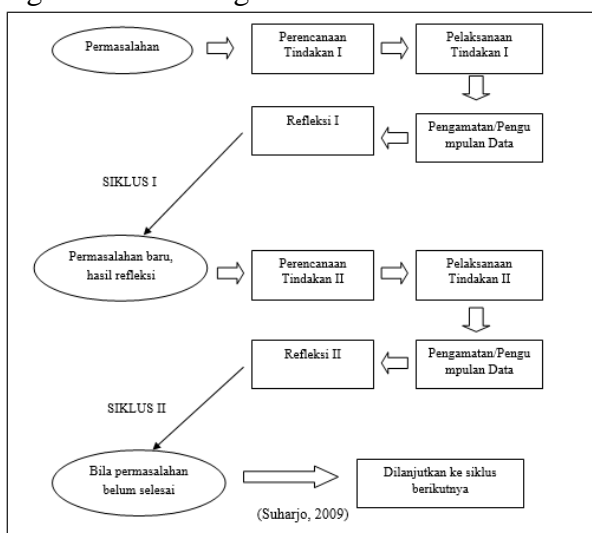 Permasalahan
Perencanaan
Tindakan I
Pelaksanaan
Tindakan I
Refleksi I
Pengamatan/Pengu
mpulan Data
SIKLUS I
Permasalahan baru,
hasil refleksi
Perencanaan
Tindakan II
Pelaksanaan
Tindakan II
Refleksi II
Pengamatan/Pengu
mpulan Data
SIKLUS II
Bila permasalahan
belum selesai
Dilanjutkan ke siklus
berikutnya
(Suharjo, 2009)